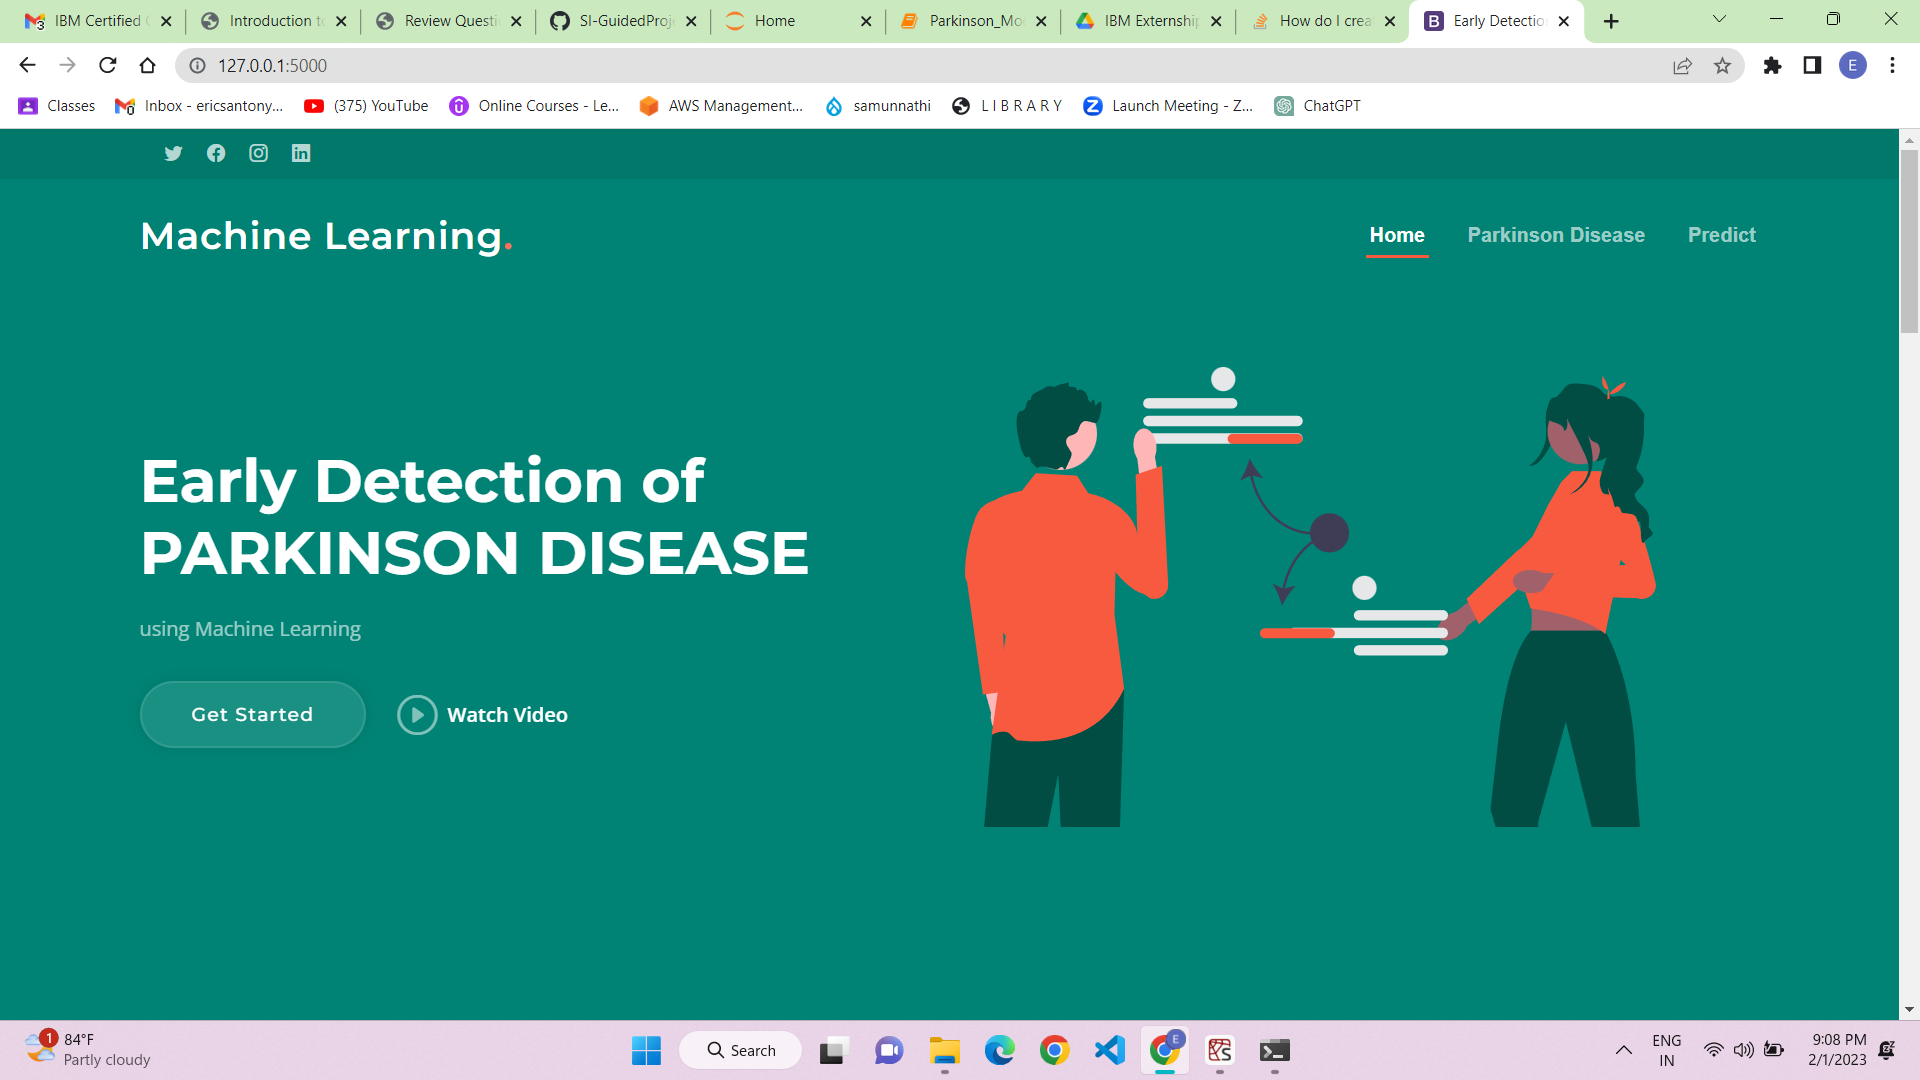 IBM Certified
Introduction to
Review Questi
SI-GuidedProj
Home
Parkinson_Mo
IBM Externship
How do I crea
Early Detection
127.0.0.1:5000
E
Classes
Inbox - ericsantony...
(375) YouTube
Online Courses - Le...
AWS Management...
samunnathi
L I B R A R Y
Launch Meeting - Z...
ChatGPT
Machine Learning.
Home
Parkinson Disease
Predict
Early Detection of
PARKINSON DISEASE
using Machine Learning
Get Started
Watch Video
1
84°F
Partly cloudy
Search
E
ENG
IN
9:08 PM
2/1/2023